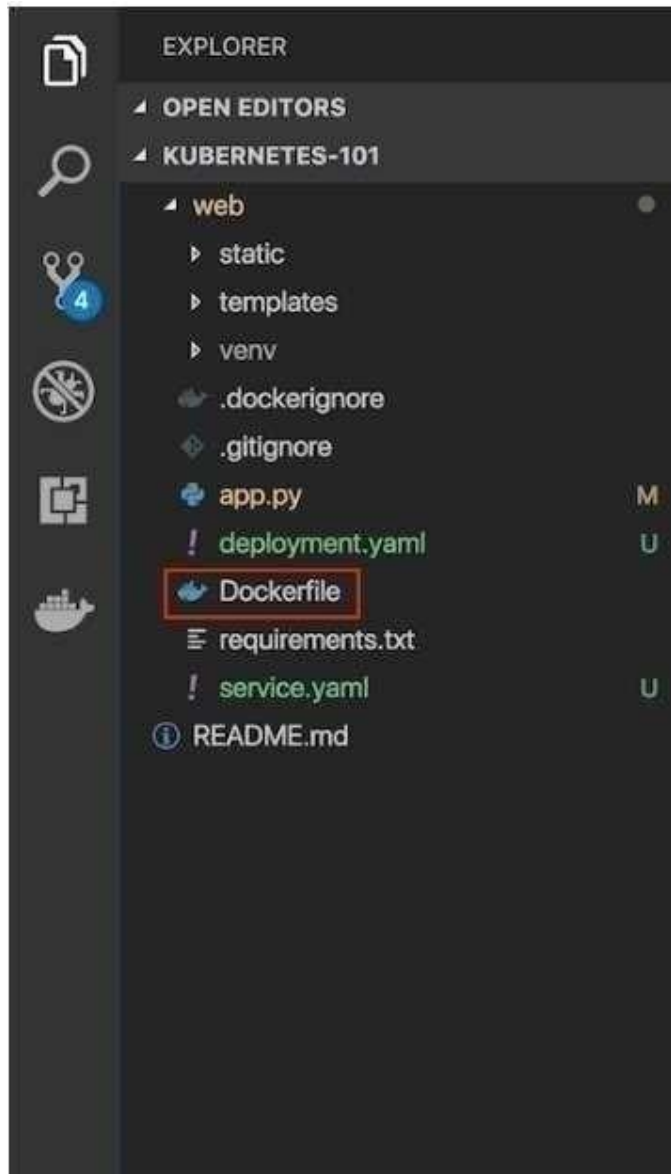 EXPLORER
OPEN EDITORS
KUBERNETES-101
web
static
templates
4
venv
.dockerignore
.gitignore
app.py M
! deployment.yaml U
Dockerfile
requirements.txt
! service.yaml U
README.md